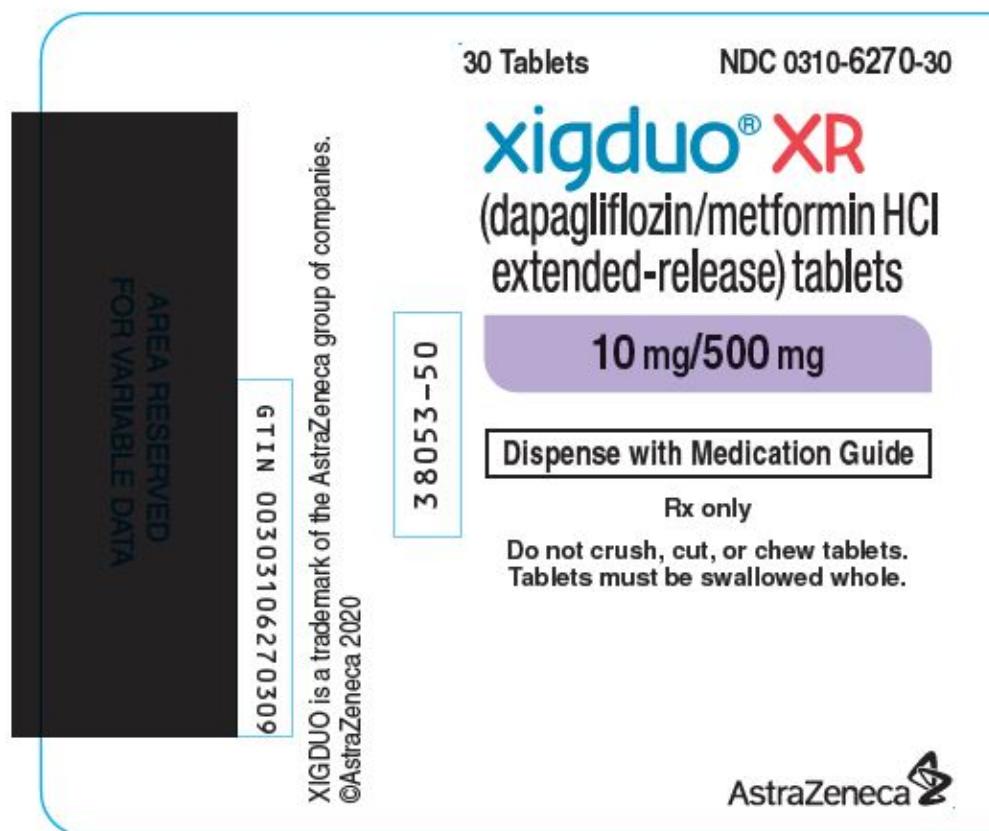 30 Tablets NDC 0310-6270-30
xigduo® XR
(dapagliflozin/metformin HCl
extended-release) tablets
10 mg/500 mg
Dispense with Medication Guide
Rx only
Do not crush, cut, or chew tablets.
Tablets must be swallowed whole.
AstraZeneca
38053-50
XIGDUO is a trademark of the AstraZeneca group of companies.
©AstraZeneca 2020
GTIN 00303106270309
AREA RESERVED
FOR VARIABLE DATA